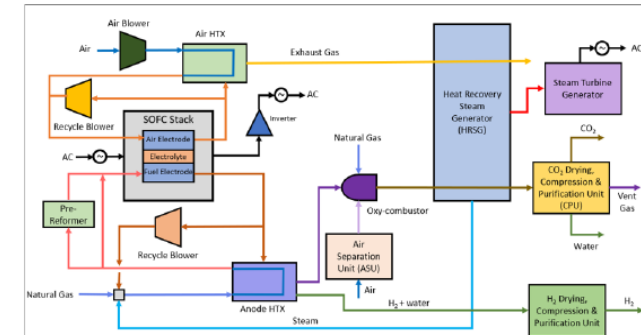 Air Blower
Air HTX
Air
Exhaust Gas
AC
Steam Turbine
Generator
Heat Recovery
Steam
Generator
(HRSG)
Recycle Blower
SOFC Stack
AC
Inverter
Air Electrode
Electrolyte
Fuel Electrode
AC
Natural Gas
CO2
CO2 Drying,
Compression &
Purification Unit
(CPU)
Vent
Gas
Oxy-combustor
Pre-
Reformer
Recycle Blower
Air
Separation
Unit (ASU)
Water
Air
Natural Gas
Anode HTX
H2 + water
Steam
H2 Drying,
Compression &
Purification Unit
H2